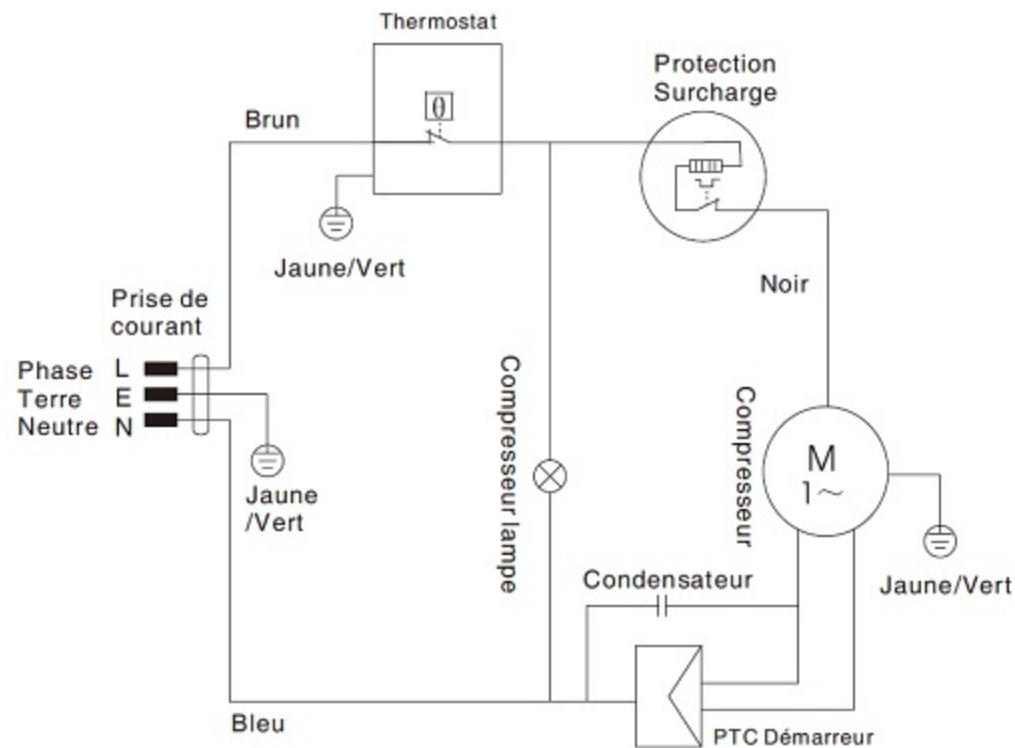 Thermostat
Protection
Surcharge
Brun
θ
Jaune/Vert
Noir
Prise de
courant
Phase L
Terre E
Neutre N
Jaune
/Vert
Compresseur lampe
Compresseur
M
1~
Condensateur
Jaune/Vert
Bleu
PTC Démarreur